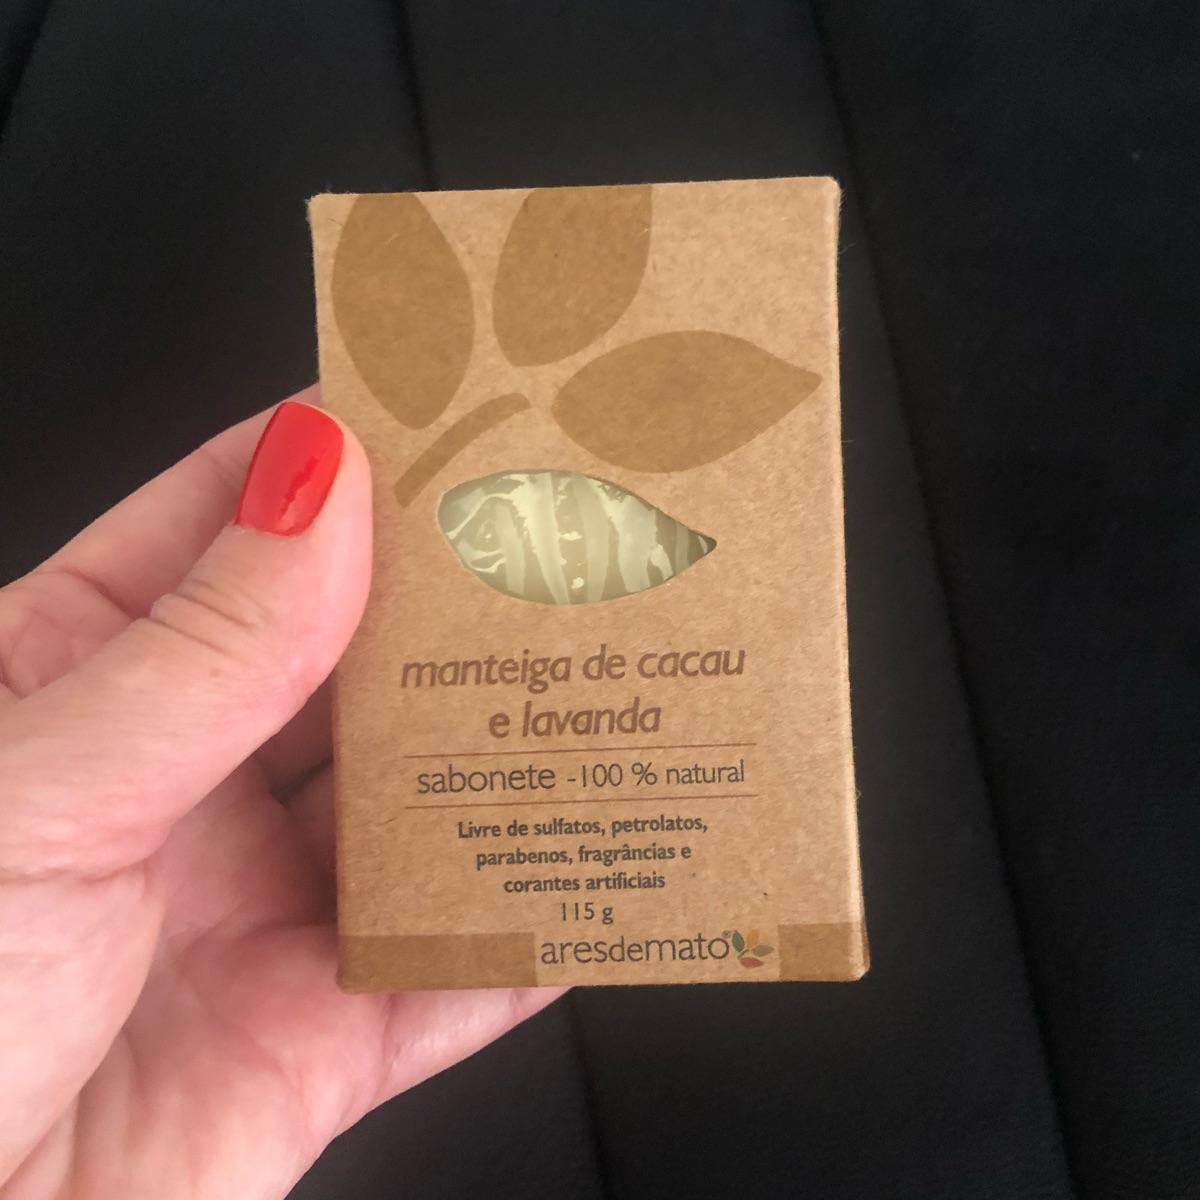 manteiga de cacau
e lavanda
sabonete -100 % natural
Livre de sulfatos, petrolatos,
parabenos, fragrâncias e
corantes artificiais
115 g
aresdemato®